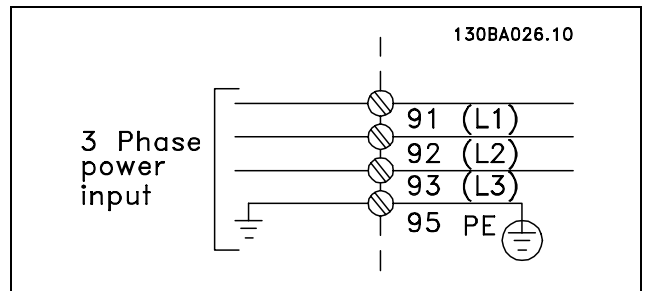 130BA026.10
3 Phase
power
input
91 (L1)
92 (L2)
93 (L3)
95 PE